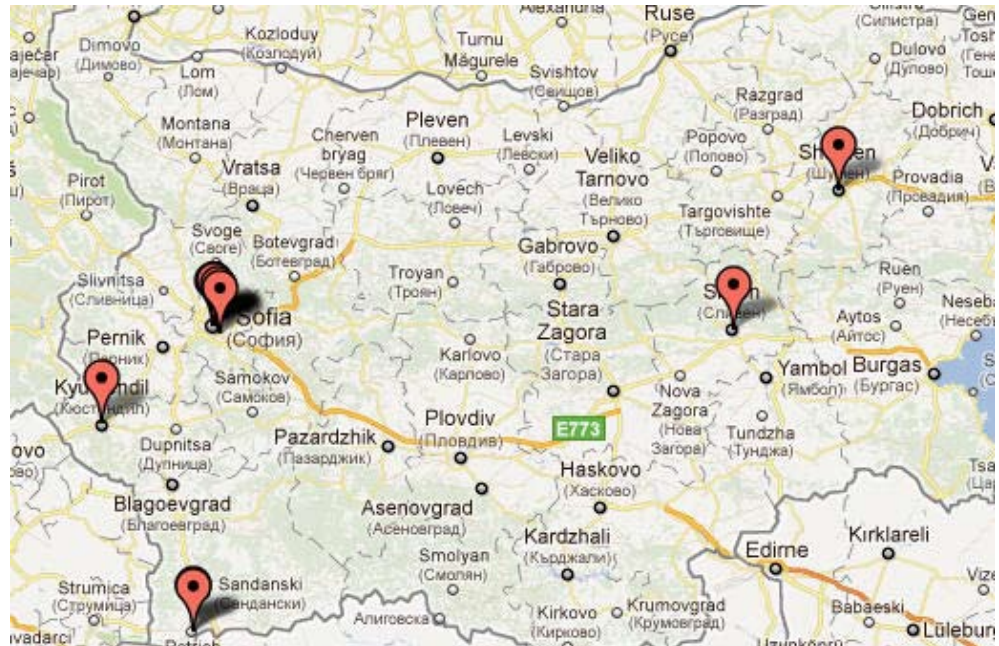 Alexandria
Ruse
(Русе)
(Силистра)
Kozloduy
(Козлодуй)
Dimovo
(Димово)
Turnu
Măgurele
Dulovo
(Дулово)
Lom
(Лом)
Svishtov
(Свищов)
Razgrad
(Разград)
Dobrich
(Добрич)
Montana
(Монтана)
Cherven
bryag
(Червен бряг)
Pleven
(Плевен)
Levski
(Левски)
Popovo
(Попово)
Vratsa
(Враца)
Veliko
Tarnovo
(Велико
Търново)
Provadia
(Провадия)
Pirot
(Пирот)
Lovech
(Ловеч)
Targovishte
(Търговище)
Svoge
(Своге)
Botevgrad
(Ботевград)
Gabrovo
(Габрово)
Slivnitsa
(Сливница)
Troyan
(Троян)
Ruen
(Руен)
Stara
Zagora
(Стара
Загора)
Sofia
(София)
Aytos
(Айтос)
Pernik
Karlovo
(Карлово)
Yambol
(Ямбол)
Burgas
(Бургас)
Samokov
(Самоков)
Nova
Zagora
(Нова
Загора)
Plovdiv
(Пловдив)
E773
Dupnitsa
(Дупница)
Pazardzhik
(Пазарджик)
Tundzha
(Тунджа)
Haskovo
(Хасково)
Blagoevgrad
(Благоевград)
Asenovgrad
(Асеновград)
Kardzhali
(Кърджали)
Edirne
Kırklareli
Smolyan
(Смолян)
Strumica
(Струмица)
Sandanski
Алиговска
Kirkovo
(Кирково)
Krumovgrad
(Крумовград)
Babaeski